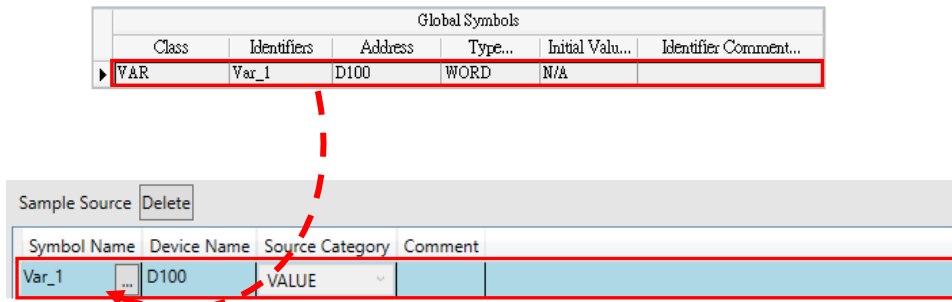 Global Symbols
Class Identifiers Address Type... Initial Valu... Identifier Comment...
VAR Var_1 D100 WORD N/A
Sample Source Delete
Symbol Name Device Name Source Category Comment
Var_1 ... D100 VALUE